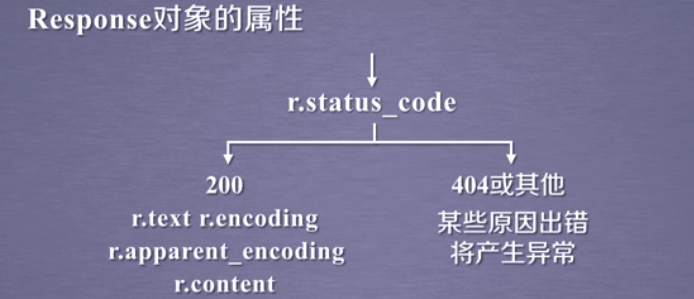 Response对象的属性
r.status_code
200
r.text r.encoding
r.apparent_encoding
r.content
404或其他
某些原因出错
将产生异常